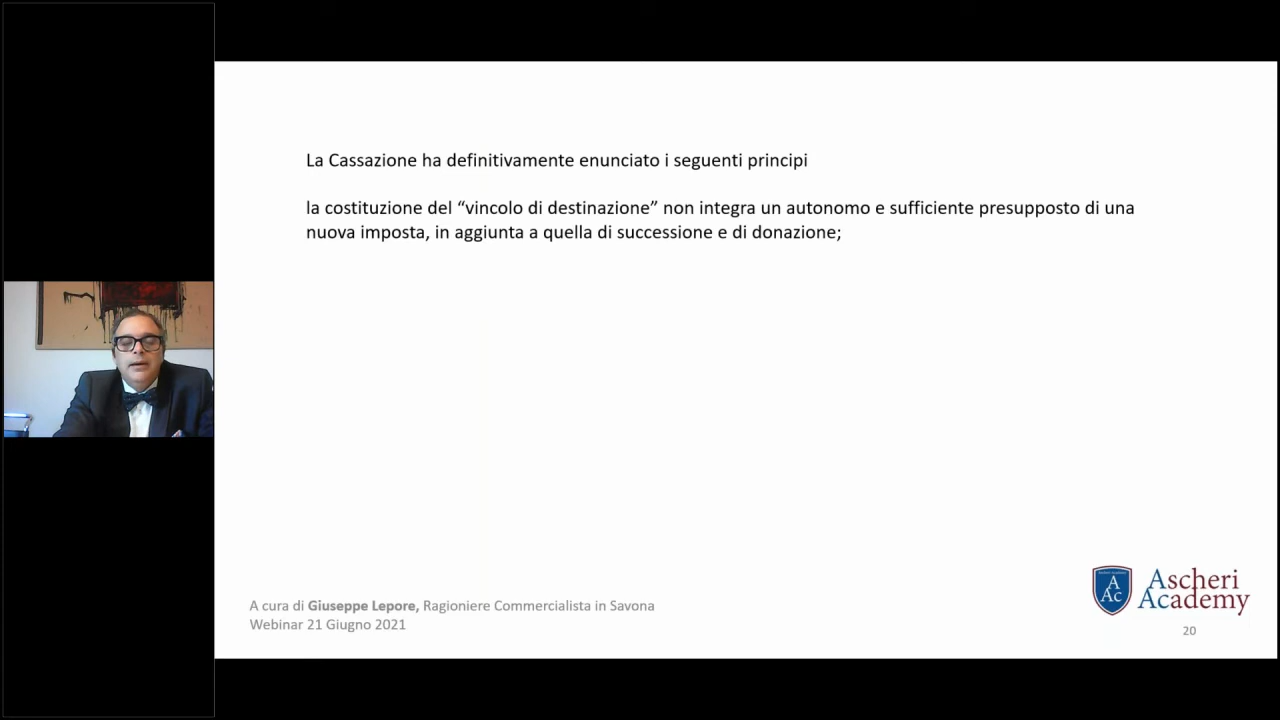 La Cassazione ha definitivamente enunciato i seguenti principi
la costituzione del “vincolo di destinazione” non integra un autonomo e sufficiente presupposto di una
nuova imposta, in aggiunta a quella di successione e di donazione;
A cura di Giuseppe Lepore, Ragioniere Commercialista in Savona
Webinar 21 Giugno 2021
A
Ac
Ascheri
Academy
20